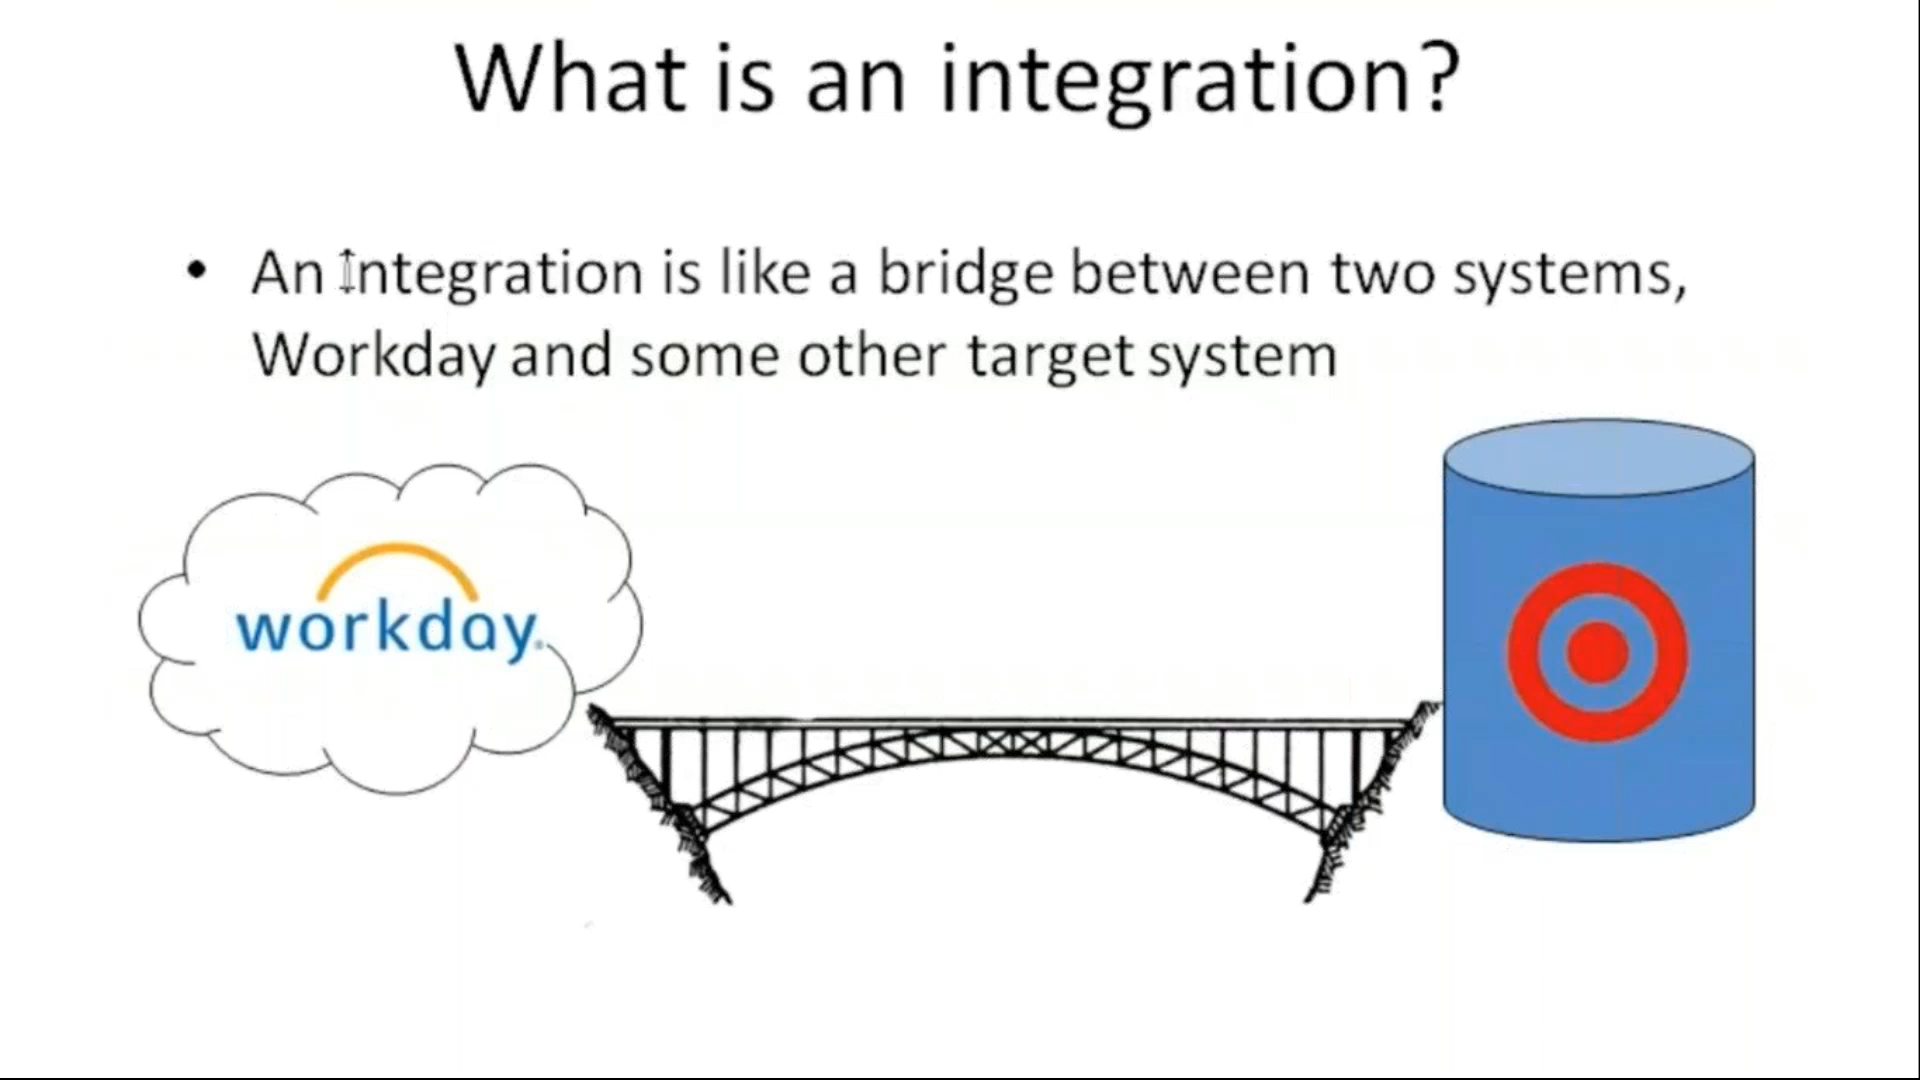 What is an integration?
• An integration is like a bridge between two systems,
Workday and some other target system
workday.